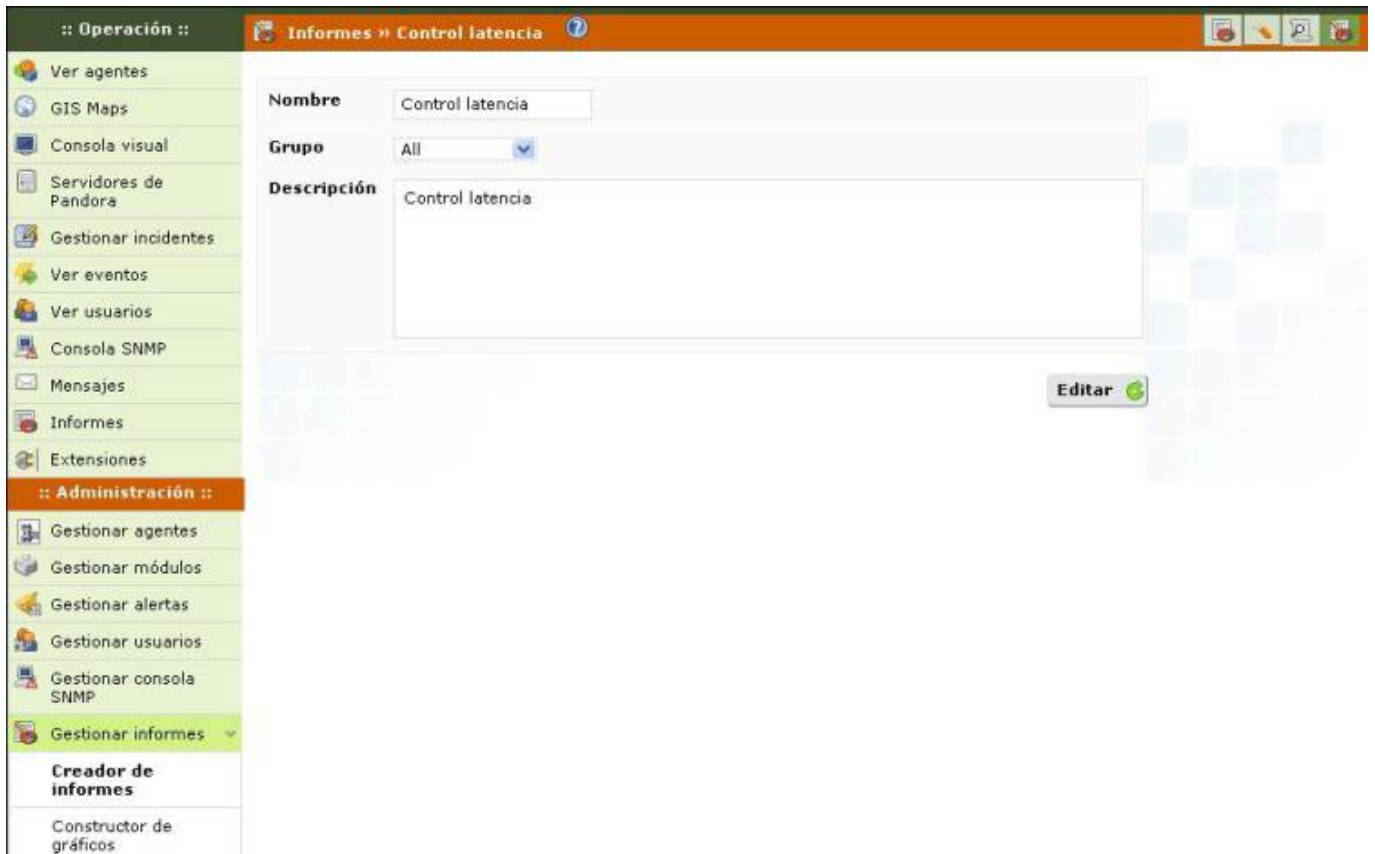 :: Operación ::
Ver agentes
GIS Maps
Consola visual
Servidores de
Pandora
Gestionar incidentes
Ver eventos
Ver usuarios
Consola SNMP
Mensajes
Informes
Extensiones
:: Administración ::
Gestionar agentes
Gestionar módulos
Gestionar alertas
Gestionar usuarios
Gestionar consola
SNMP
Gestionar informes
Creador de
informes
Constructor de
gráficos
Informes » Control latencia ?
Nombre Control latencia
Grupo All
Descripción Control latencia
Editar